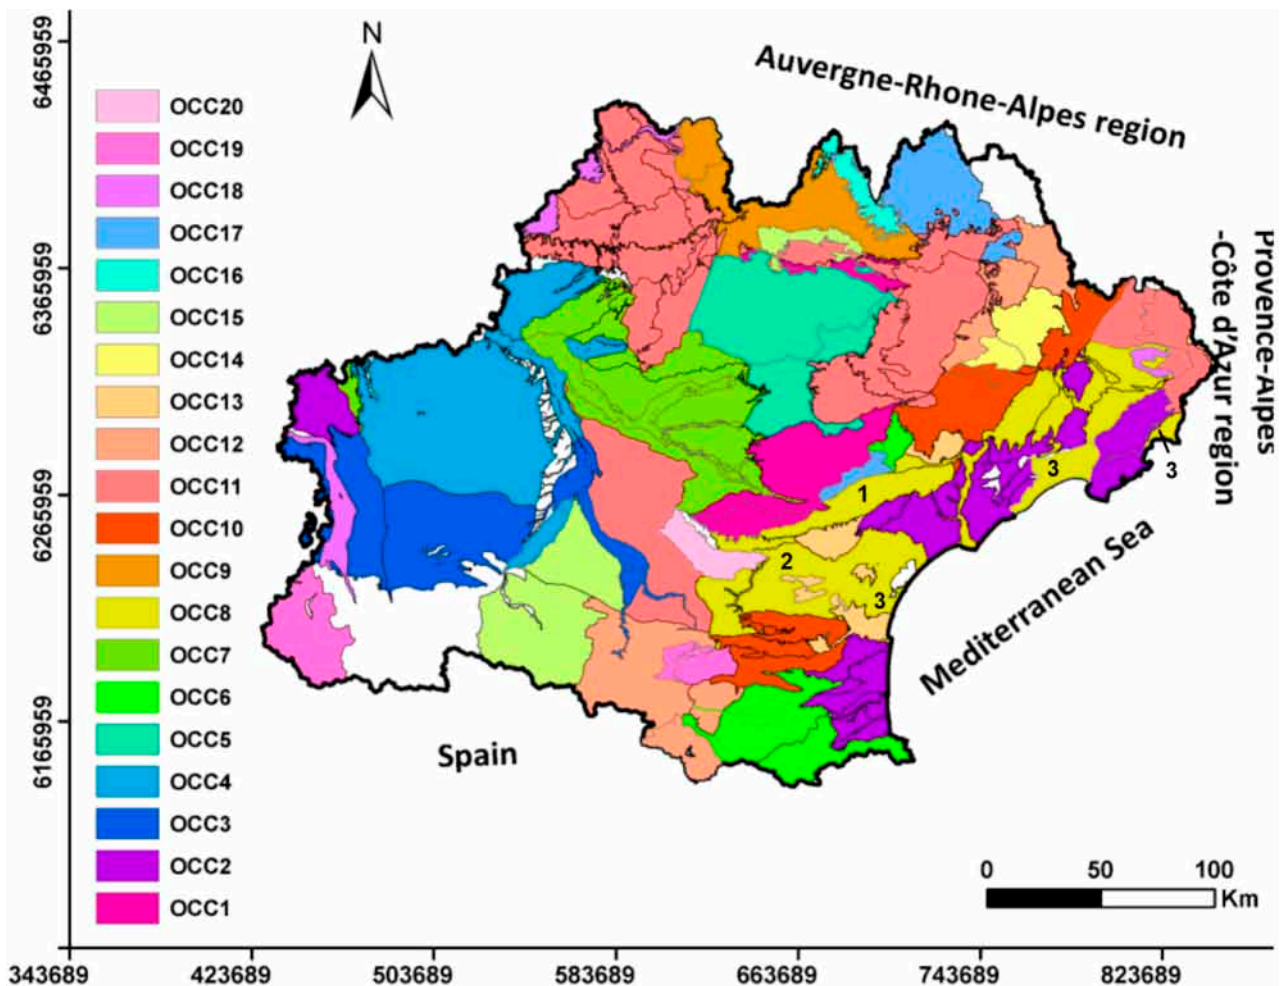 N
Auvergne-Rhone-Alpes region
Provence-Alpes
-Côte d'Azur region
6465959
6365959
6265959
6165959
OCC20
OCC19
OCC18
OCC17
OCC16
OCC15
OCC14
OCC13
OCC12
OCC11
OCC10
OCC9
OCC8
OCC7
OCC6
OCC5
OCC4
OCC3
OCC2
OCC1
1
2
3
3
3
4
Mediterranean Sea
Spain
0 50 100
Km
343689 423689 503689 583689 663689 743689 823689